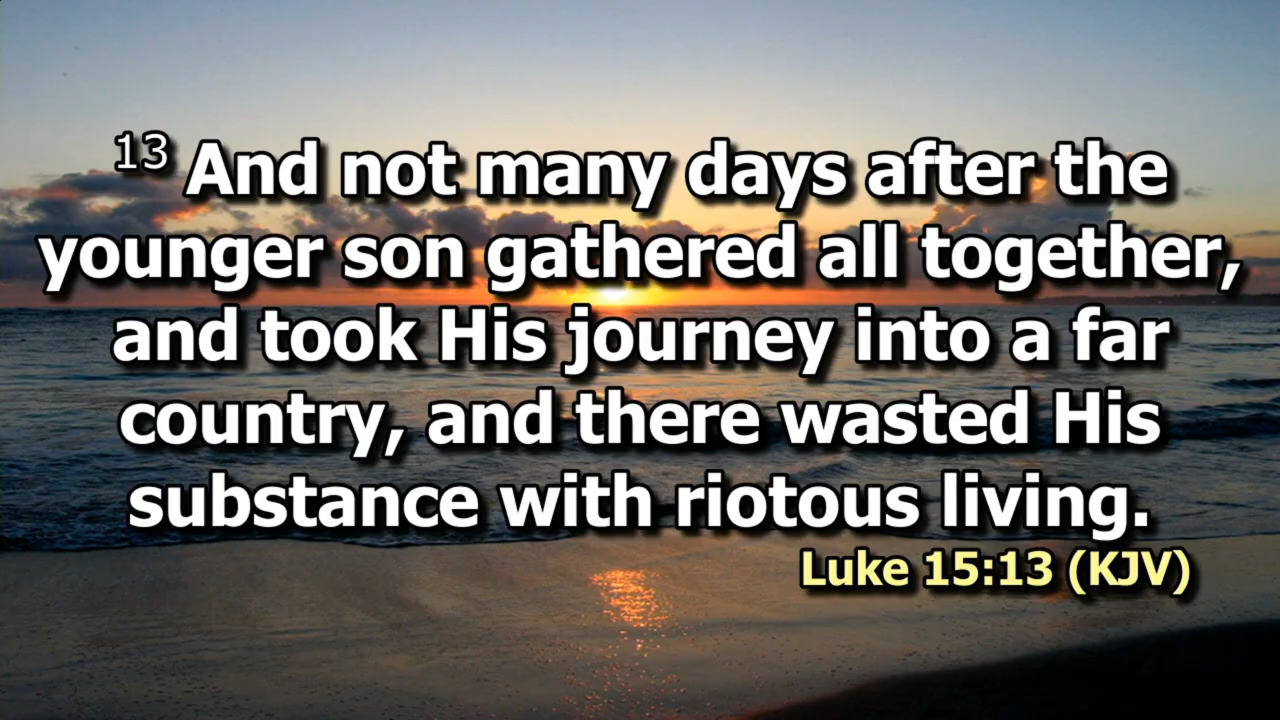 13 And not many days after the
younger son gathered all together,
and took His journey into a far
country, and there wasted His
substance with riotous living.
Luke 15:13 (KJV)